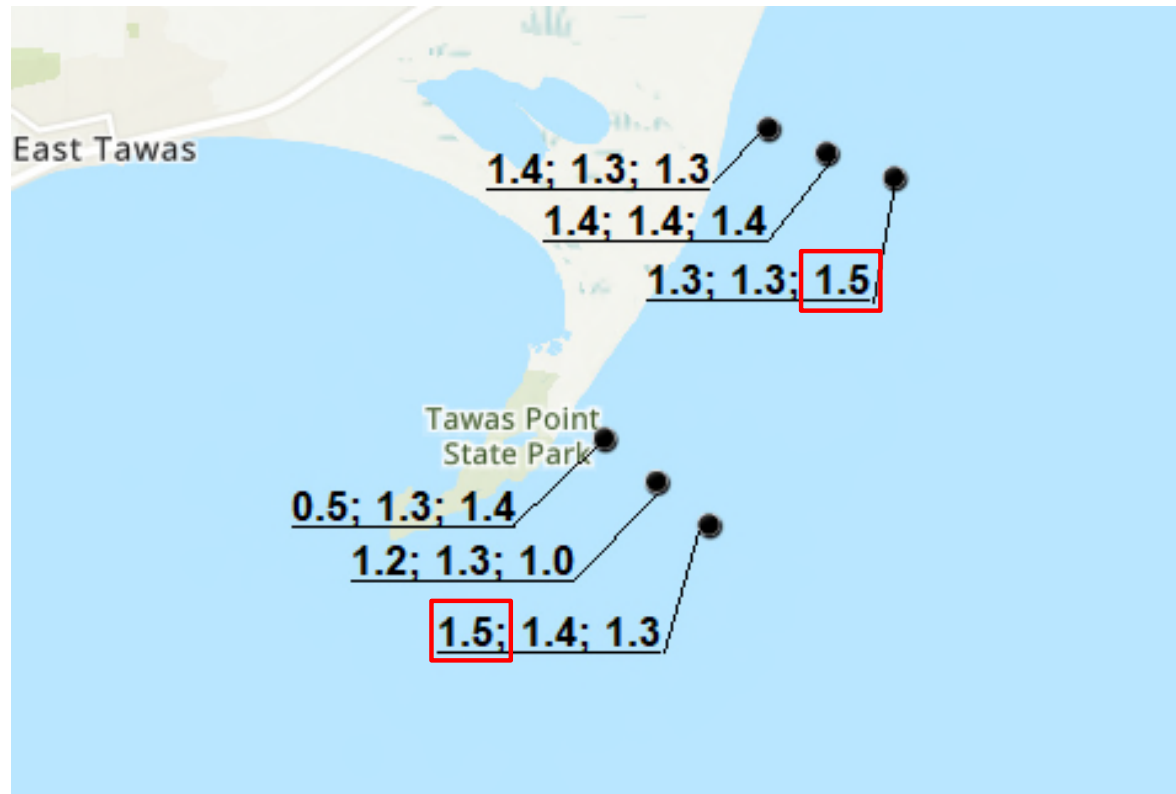 East Tawas
1.4; 1.3; 1.3
1.4; 1.4; 1.4
1.3; 1.3; 1.5
Tawas Point
State Park
0.5; 1.3; 1.4
1.2; 1.3; 1.0
1.5; 1.4; 1.3